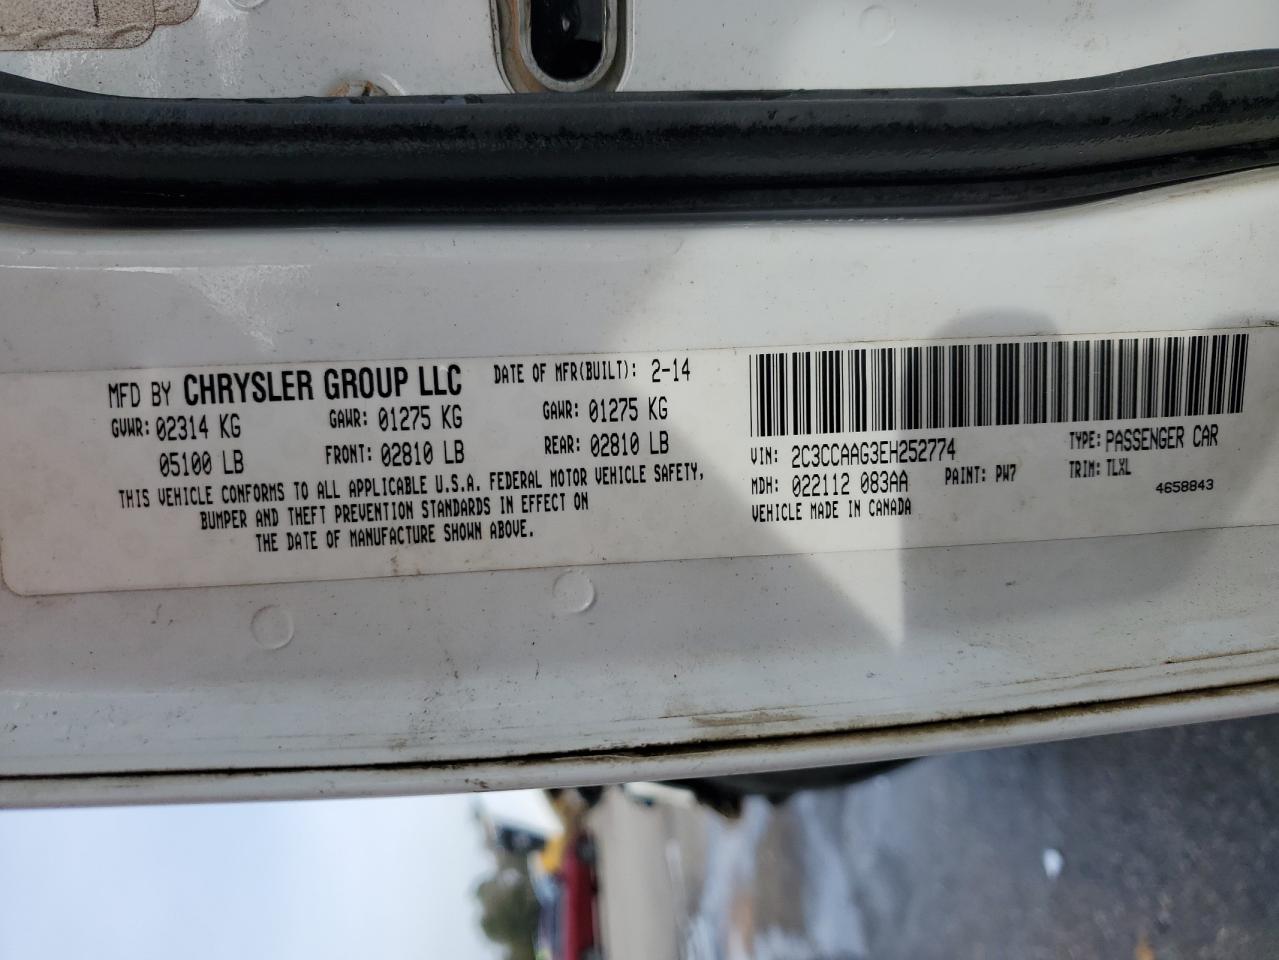 MFD BY CHRYSLER GROUP LLC DATE OF MFR(BUILT): 2-14
GVWR: 02314 KG GAWR: 01275 KG GAWR: 01275 KG
05100 LB FRONT: 02810 LB REAR: 02810 LB
THIS VEHICLE CONFORMS TO ALL APPLICABLE U.S.A. FEDERAL MOTOR VEHICLE SAFETY,
BUMPER AND THEFT PREVENTION STANDARDS IN EFFECT ON
THE DATE OF MANUFACTURE SHOWN ABOVE.
VIN: 2C3CCAAG3EH252774 TYPE: PASSENGER CAR
MDH: 022112 083AA PAINT: PW7 TRIM: TLXL
VEHICLE MADE IN CANADA 4658843